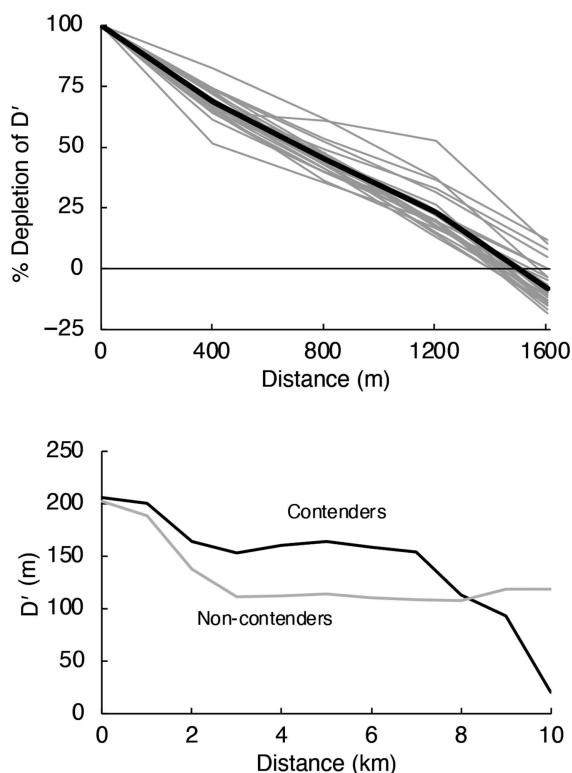 100
75
50
25
0
−25
% Depletion of D′
0 400 800 1200 1600
Distance (m)
250
200
150
100
50
0
D′ (m)
Contenders
Non-contenders
0 2 4 6 8 10
Distance (km)